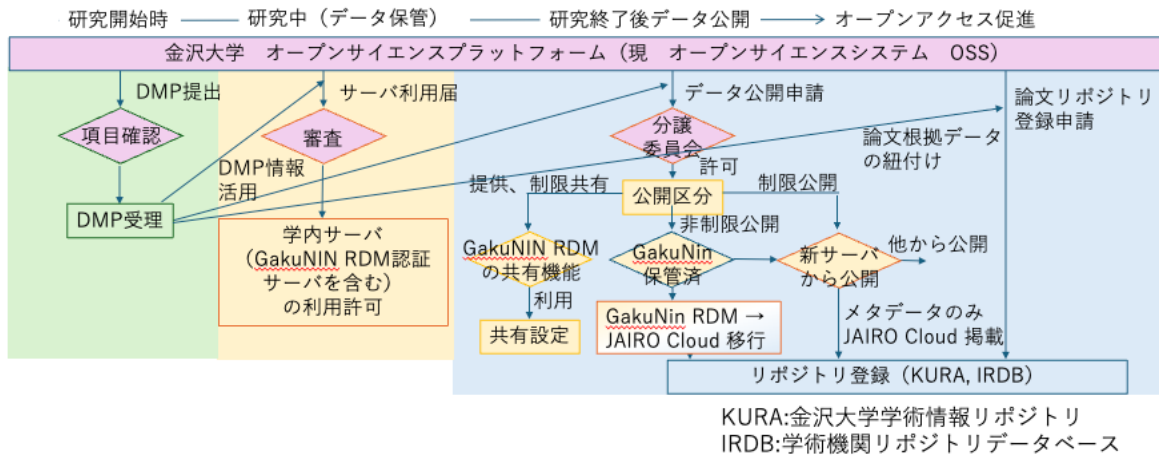 研究開始時
研究中（データ保管）
研究終了後データ公開
オープンアクセス促進
金沢大学　オープンサイエンスプラットフォーム（現　オープンサイエンスシステム　OSS）
DMP提出
サーバ利用届
データ公開申請
論文リポジトリ
登録申請
項目確認
審査
分譲
委員会
論文根拠データ
の紐付け
DMP情報
活用
許可
提供、制限共有
公開区分
制限公開
DMP受理
非制限公開
学内サーバ
（GakuNIN RDM認証
サーバを含む）
の利用許可
GakuNIN RDM
の共有機能
GakuNin
保管済
新サーバ
から公開
他から公開
利用
共有設定
GakuNin RDM →
JAIRO Cloud 移行
メタデータのみ
JAIRO Cloud 掲載
リポジトリ登録（KURA, IRDB）
KURA:金沢大学学術情報リポジトリ
IRDB:学術機関リポジトリデータベース